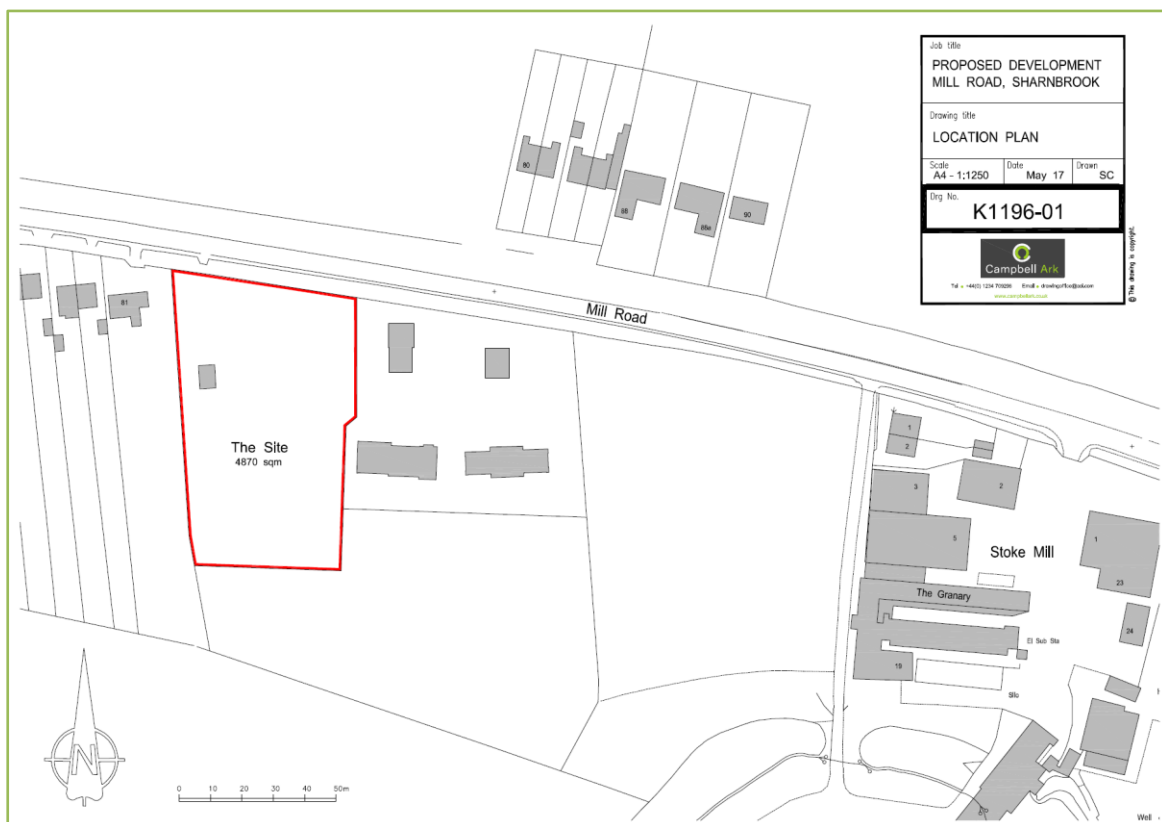 Job title
PROPOSED DEVELOPMENT
MILL ROAD, SHARNBROOK
Drawing title
LOCATION PLAN
Scale
A4 - 1:1250
Date
May 17
Drawn
SC
Drg No.
K1196-01
Campbell Ark
© This drawing is copyright.
80
88
88a
90
Mill Road
81
The Site
4870 sqm
1
2
2
3
5
Stoke Mill
1
23
The Granary
24
El Sub Sta
19
Silo
N
0 10 20 30 40 50m
Well